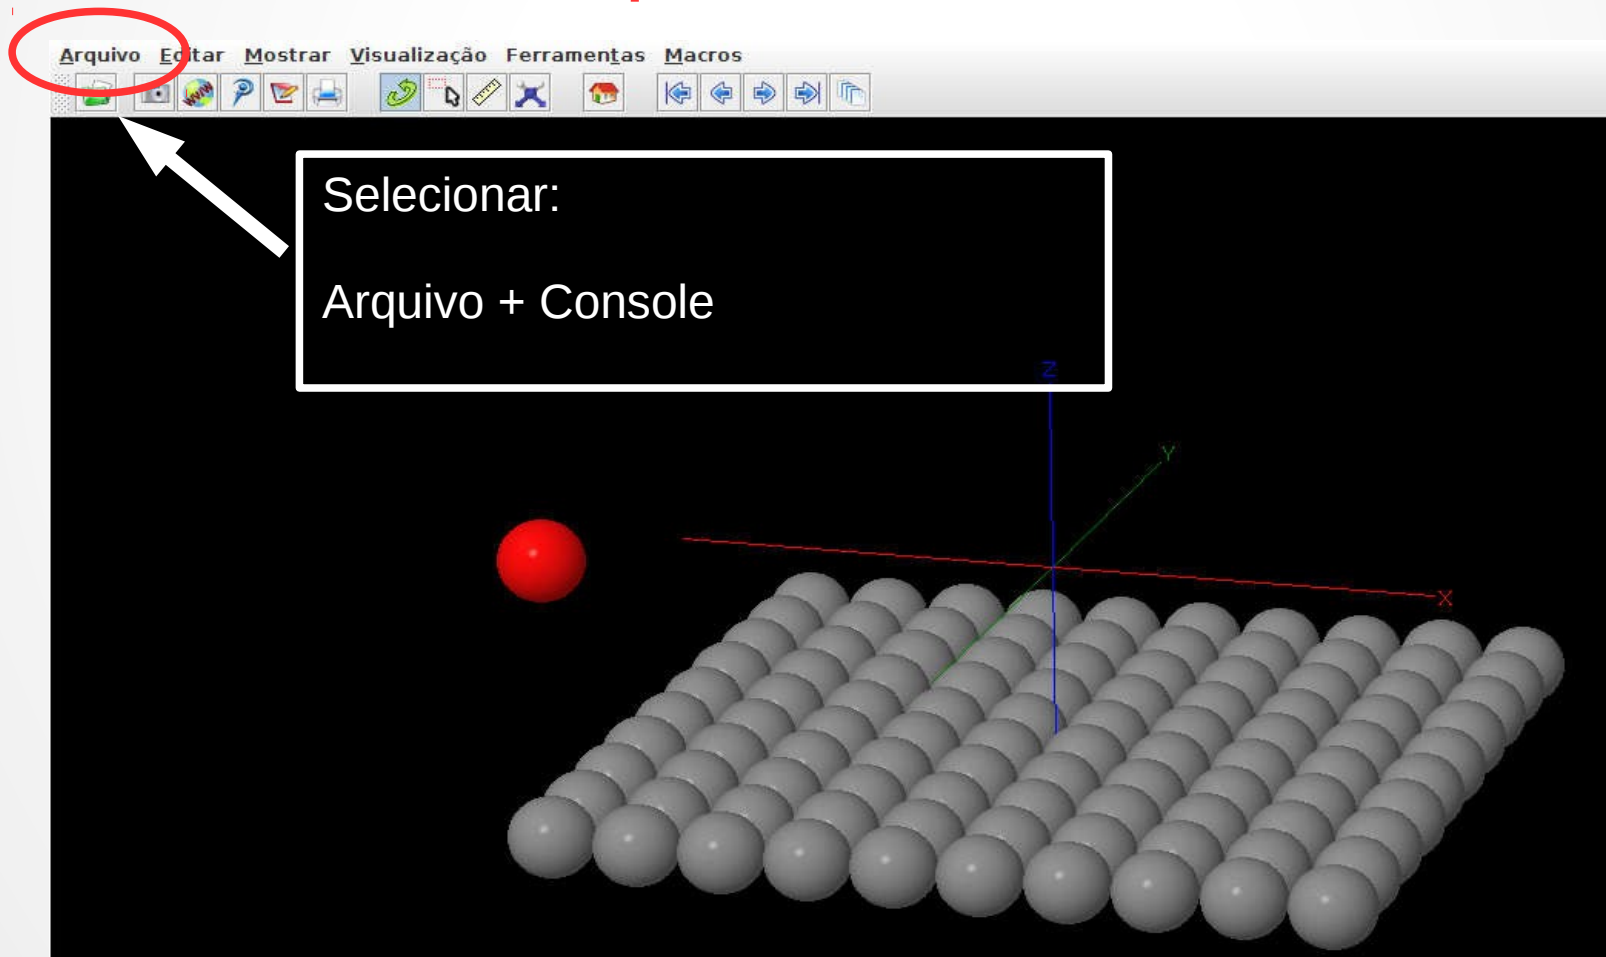 Arquivo Editar Mostrar Visualização Ferramentas Macros
Selecionar:
Arquivo + Console
Z
Y
X